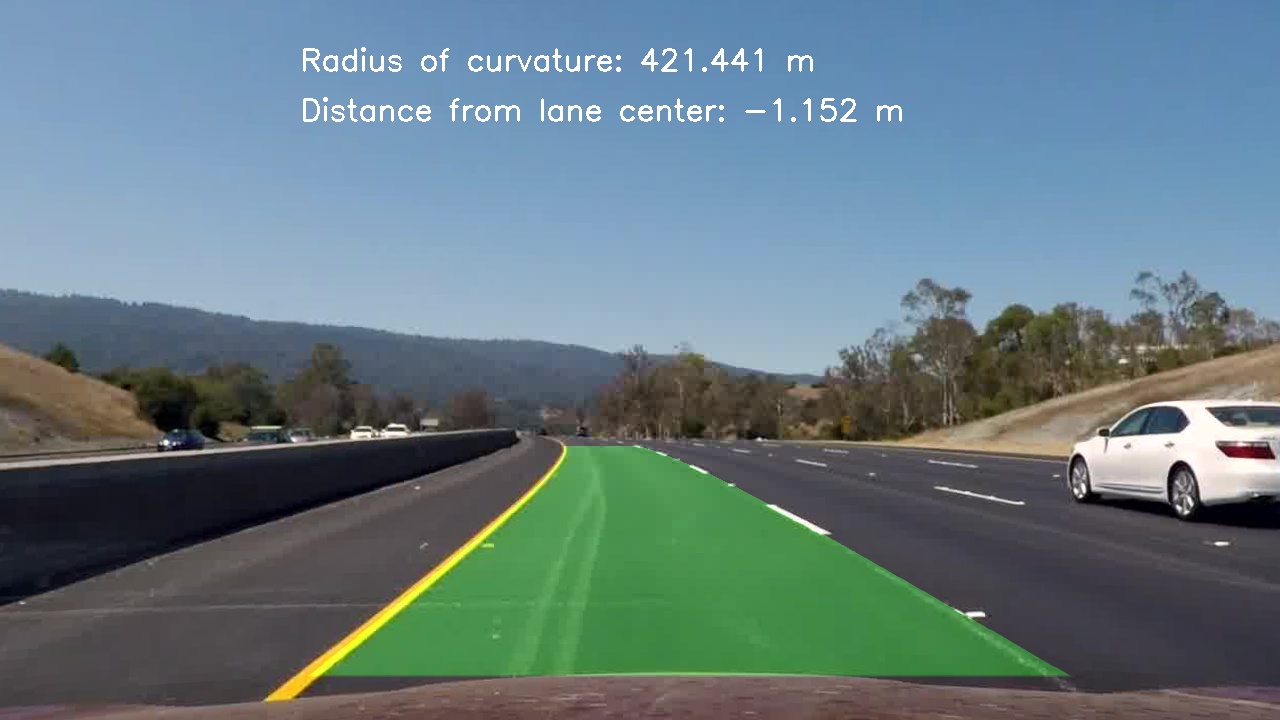 Radius of curvature: 421.441 m
Distance from lane center: −1.152 m